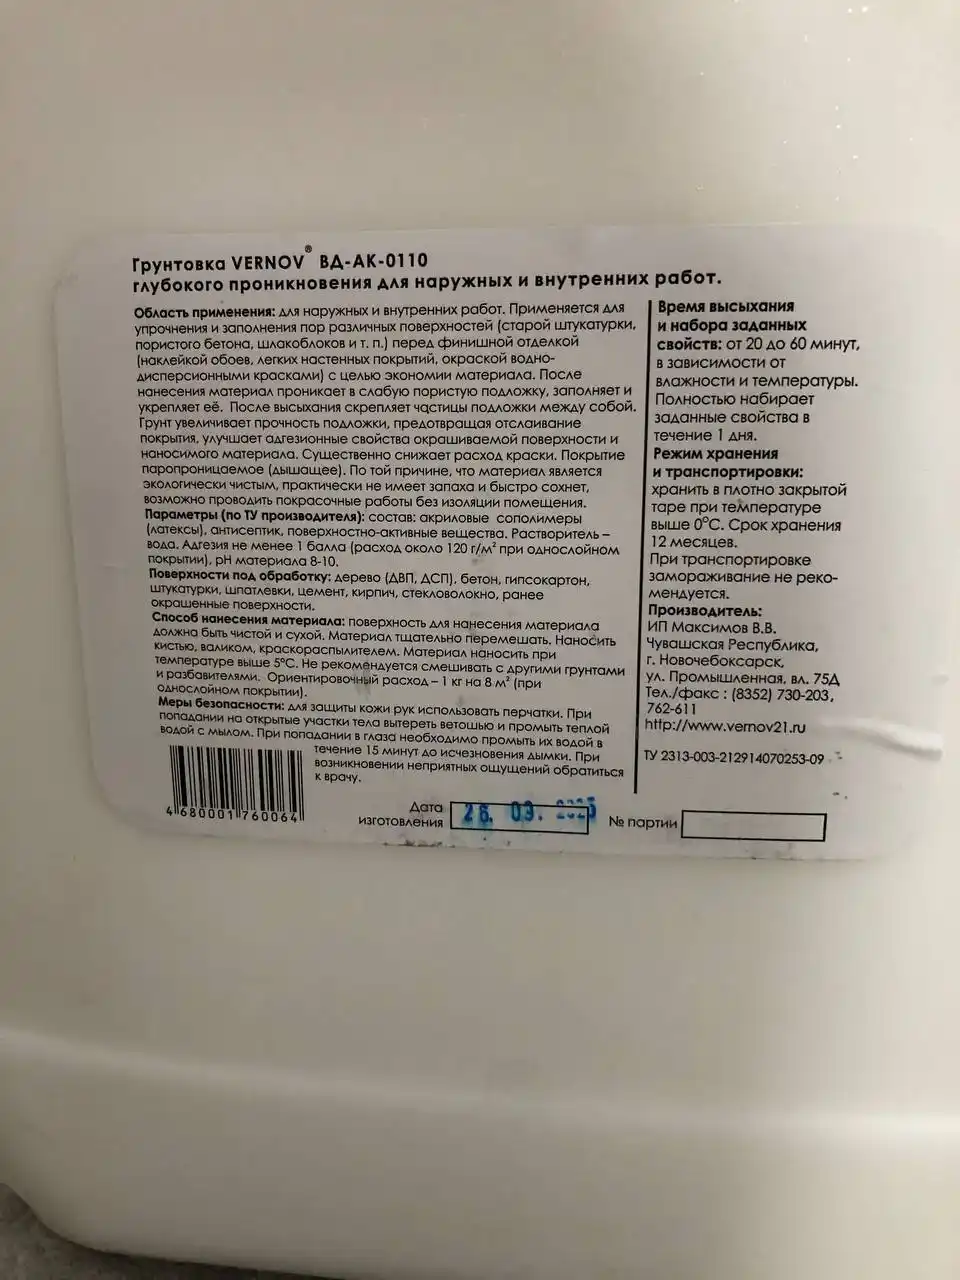 Грунтовка VERNOV® ВД-АК-0110
глубокого проникновения для наружных и внутренних работ.
Область применения: для наружных и внутренних работ. Применяется для
упрочнения и заполнения пор различных поверхностей (старой штукатурки,
пористого бетона, шлакоблоков и т. п.) перед финишной отделкой
(наклейкой обоев, легких настенных покрытий, окраской водно-
дисперсионными красками) с целью экономии материала. После
нанесения материал проникает в слабую пористую подложку, заполняет и
укрепляет её. После высыхания скрепляет частицы подложки между собой.
Грунт увеличивает прочность подложки, предотвращая отслаивание
покрытия, улучшает адгезионные свойства окрашиваемой поверхности и
наносимого материала. Существенно снижает расход краски. Покрытие
паропроницаемое (дышащее). По той причине, что материал является
экологически чистым, практически не имеет запаха и быстро сохнет,
возможно проводить покрасочные работы без изоляции помещения.
Параметры (по ТУ производителя): состав: акриловые сополимеры
(латексы), антисептик, поверхностно-активные вещества. Растворитель –
вода. Адгезия не менее 1 балла (расход около 120 г/м² при однослойном
покрытии), рН материала 8-10.
Поверхности под обработку: дерево (ДВП, ДСП), бетон, гипсокартон,
штукатурки, шпатлевки, цемент, кирпич, стекловолокно, ранее
окрашенные поверхности.
Способ нанесения материала: поверхность для нанесения материала
должна быть чистой и сухой. Материал тщательно перемешать. Наносить
кистью, валиком, краскораспылителем. Материал наносить при
температуре выше 5°С. Не рекомендуется смешивать с другими грунтами
и разбавителями. Ориентировочный расход – 1 кг на 8 м² (при
однослойном покрытии).
Меры безопасности: для защиты кожи рук использовать перчатки. При
попадании на открытые участки тела вытереть ветошью и промыть теплой
водой с мылом. При попадании в глаза необходимо промыть их водой в
течение 15 минут до исчезновения дымки. При
возникновении неприятных ощущений обратиться
к врачу.
4 680001 760064
Дата
изготовления
26. 09.
№ партии
Время высыхания
и набора заданных
свойств: от 20 до 60 минут,
в зависимости от
влажности и температуры.
Полностью набирает
заданные свойства в
течение 1 дня.
Режим хранения
и транспортировки:
хранить в плотно закрытой
таре при температуре
выше 0°С. Срок хранения
12 месяцев.
При транспортировке
замораживание не реко-
мендуется.
Производитель:
ИП Максимов В.В.
Чувашская Республика,
г. Новочебоксарск,
ул. Промышленная, вл. 75Д
Тел./факс : (8352) 730-203,
762-611
http://www.vernov21.ru
ТУ 2313-003-212914070253-09